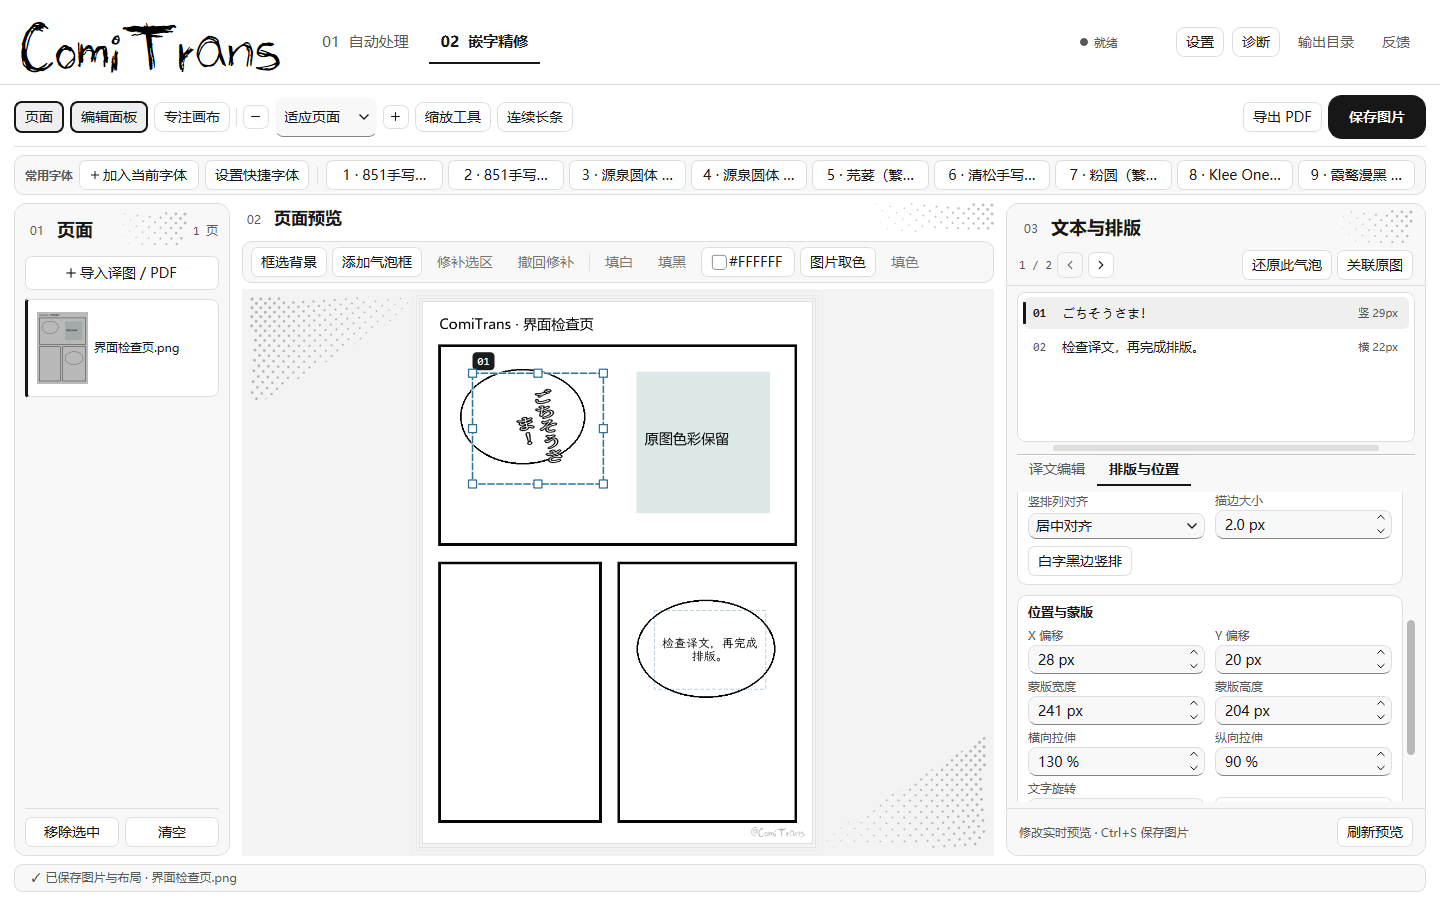 ComiTrans
01 自动处理
02 嵌字精修
就绪
设置
诊断
输出目录
反馈
页面
编辑面板
专注画布
−
适应页面
+
缩放工具
连续长条
导出 PDF
保存图片
常用字体
+ 加入当前字体
设置快捷字体
1 · 851手写...
2 · 851手写...
3 · 源泉圆体 ...
4 · 源泉圆体 ...
5 · 芫荽（繁...
6 · 清松手写...
7 · 粉圆（繁...
8 · Klee One...
9 · 霞鹜漫黑 ...
01 页面
1 页
+ 导入译图 / PDF
界面检查页.png
移除选中
清空
02 页面预览
框选背景
添加气泡框
修补选区
撤回修补
填白
填黑
#FFFFFF
图片取色
填色
ComiTrans · 界面检查页
01
ごちそうさ
ま！
原图色彩保留
检查译文，再完成
排版。
@ComiTrans
03 文本与排版
1 / 2
还原此气泡
关联原图
01 ごちそうさま！ 竖 29px
02 检查译文，再完成排版。 横 22px
译文编辑
排版与位置
竖排列对齐
描边大小
居中对齐
2.0 px
白字黑边竖排
位置与蒙版
X 偏移
Y 偏移
28 px
20 px
蒙版宽度
蒙版高度
241 px
204 px
横向拉伸
纵向拉伸
130 %
90 %
文字旋转
修改实时预览 · Ctrl+S 保存图片
刷新预览
✓ 已保存图片与布局 · 界面检查页.png